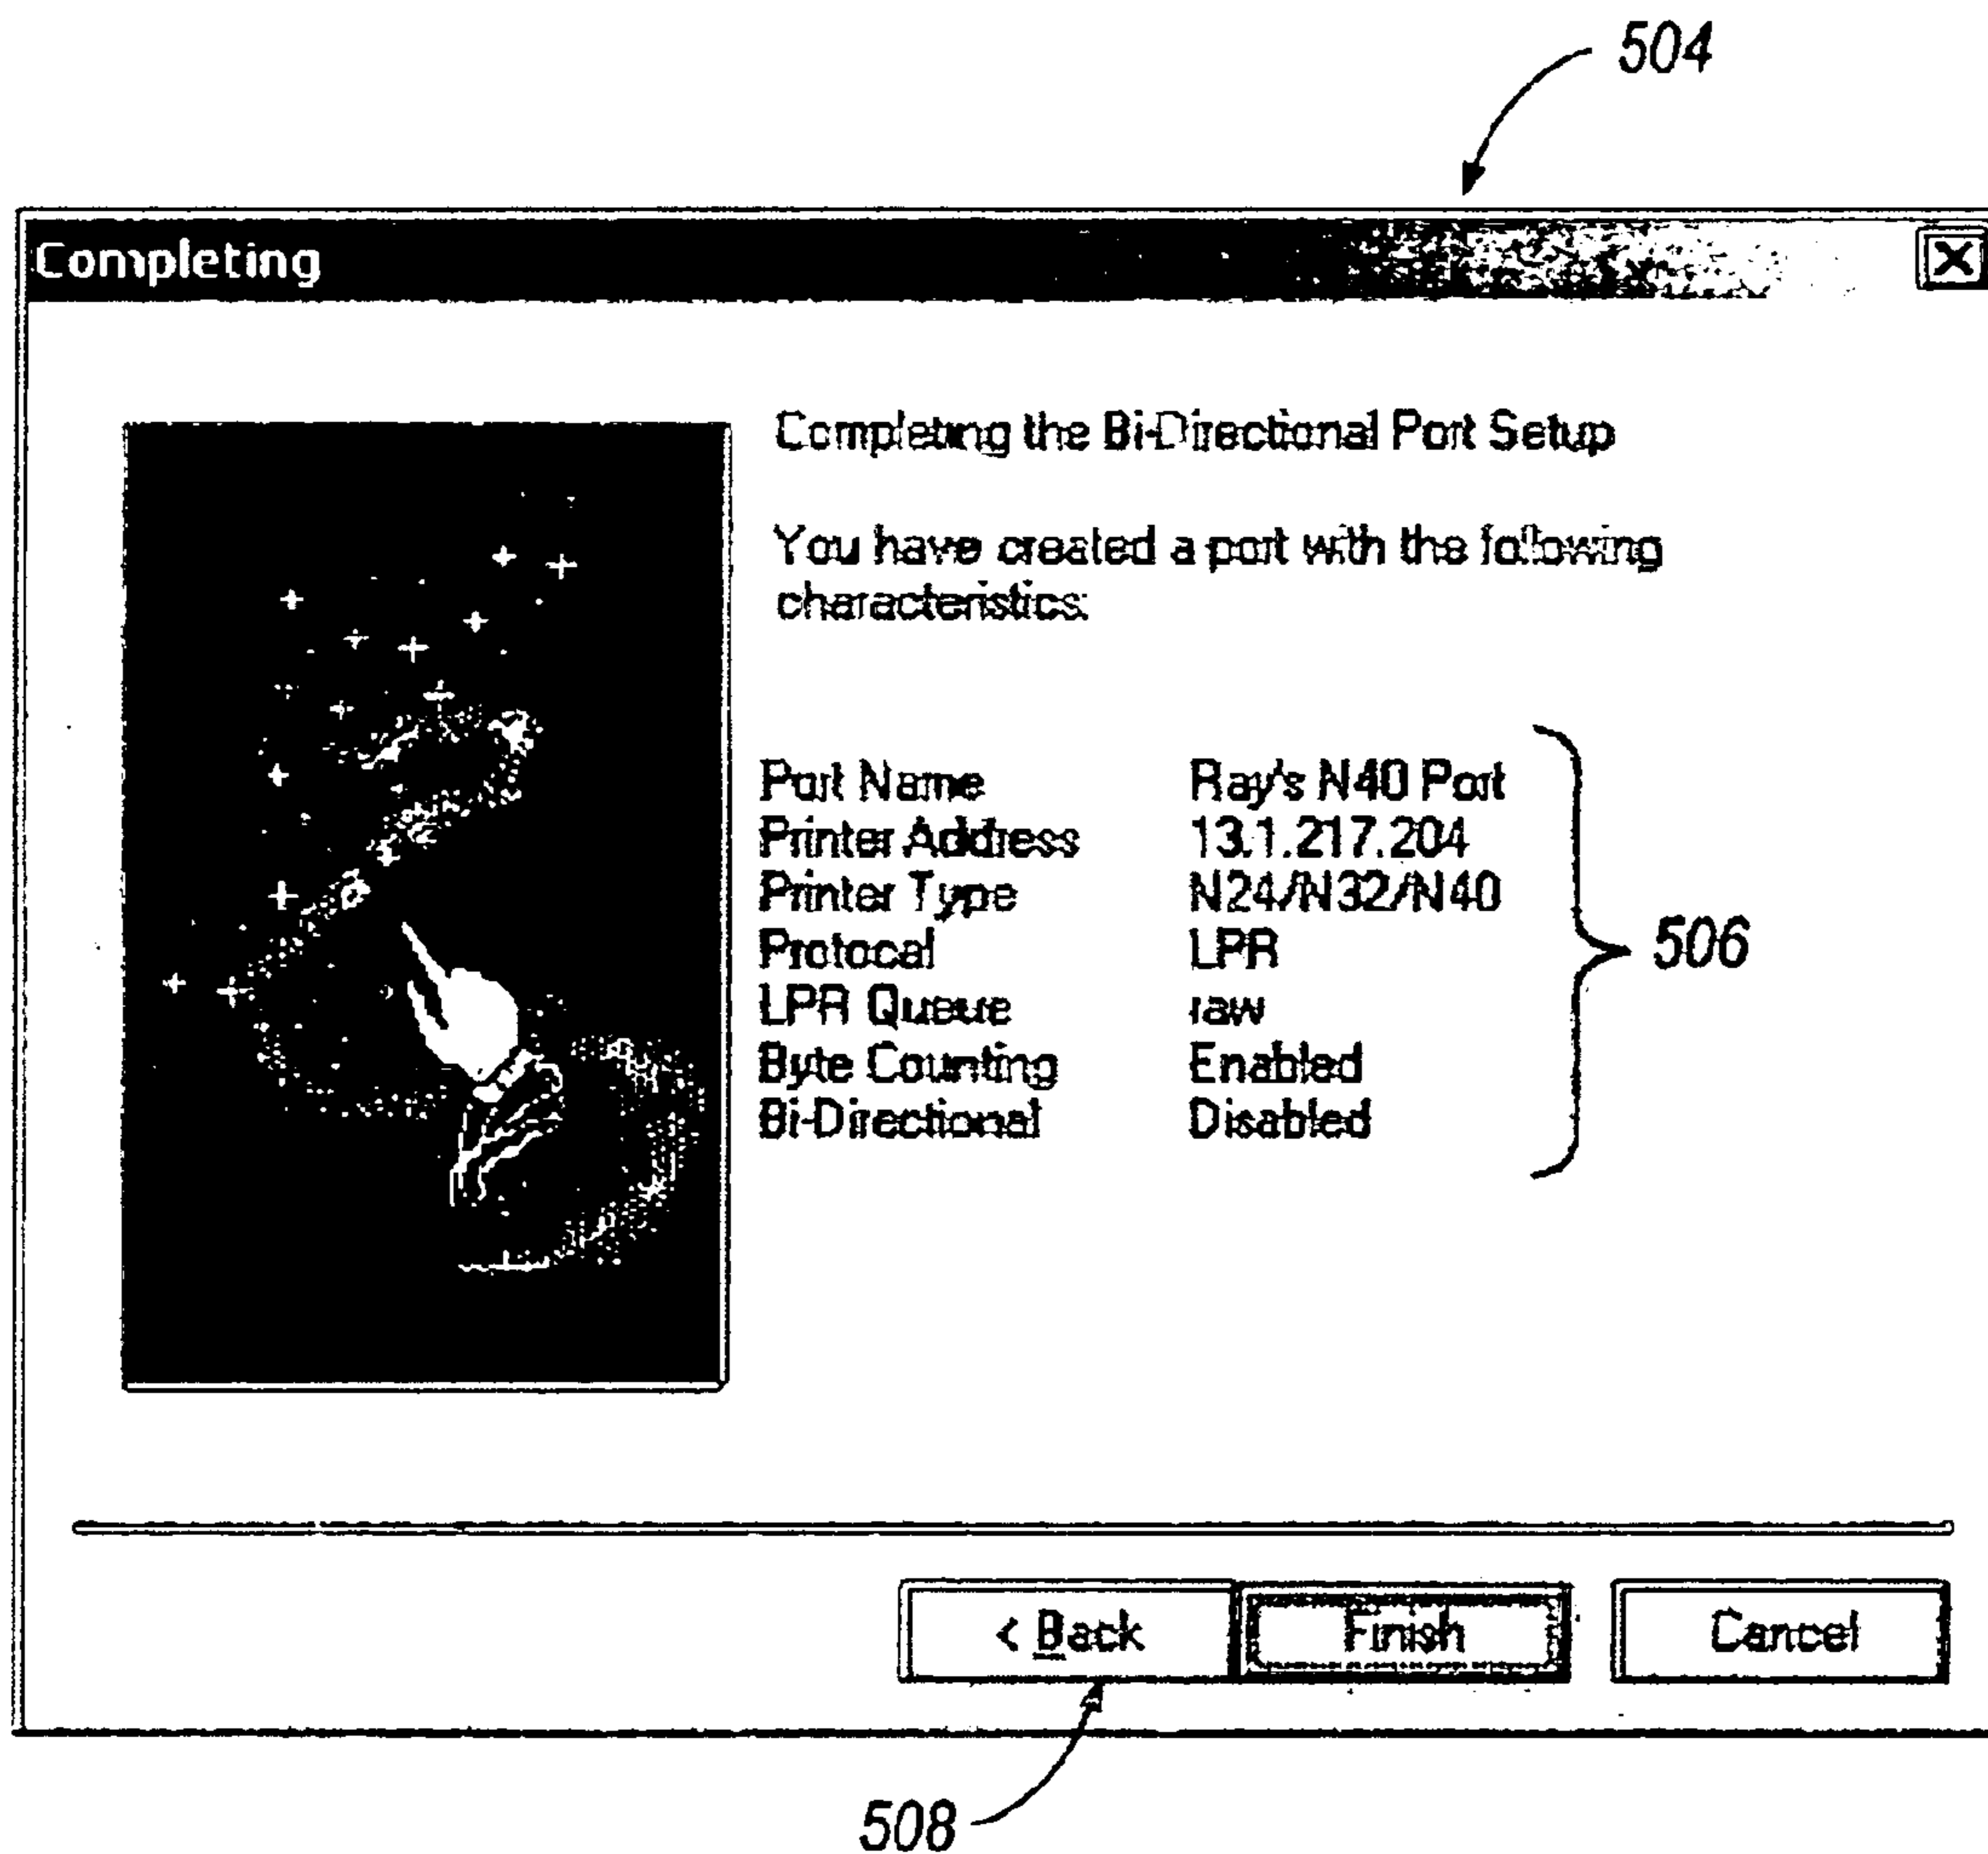 504
Completing
Completing the Bi-Directional Port Setup
You have created a port with the following
characteristics:
Port Name Ray's N40 Port
Printer Address 13.1.217.204
Printer Type N24/N32/N40
Protocal LPR
LPR Queue raw
Byte Counting Enabled
Bi-Directional Disabled
506
< Back Finish Cancel
508